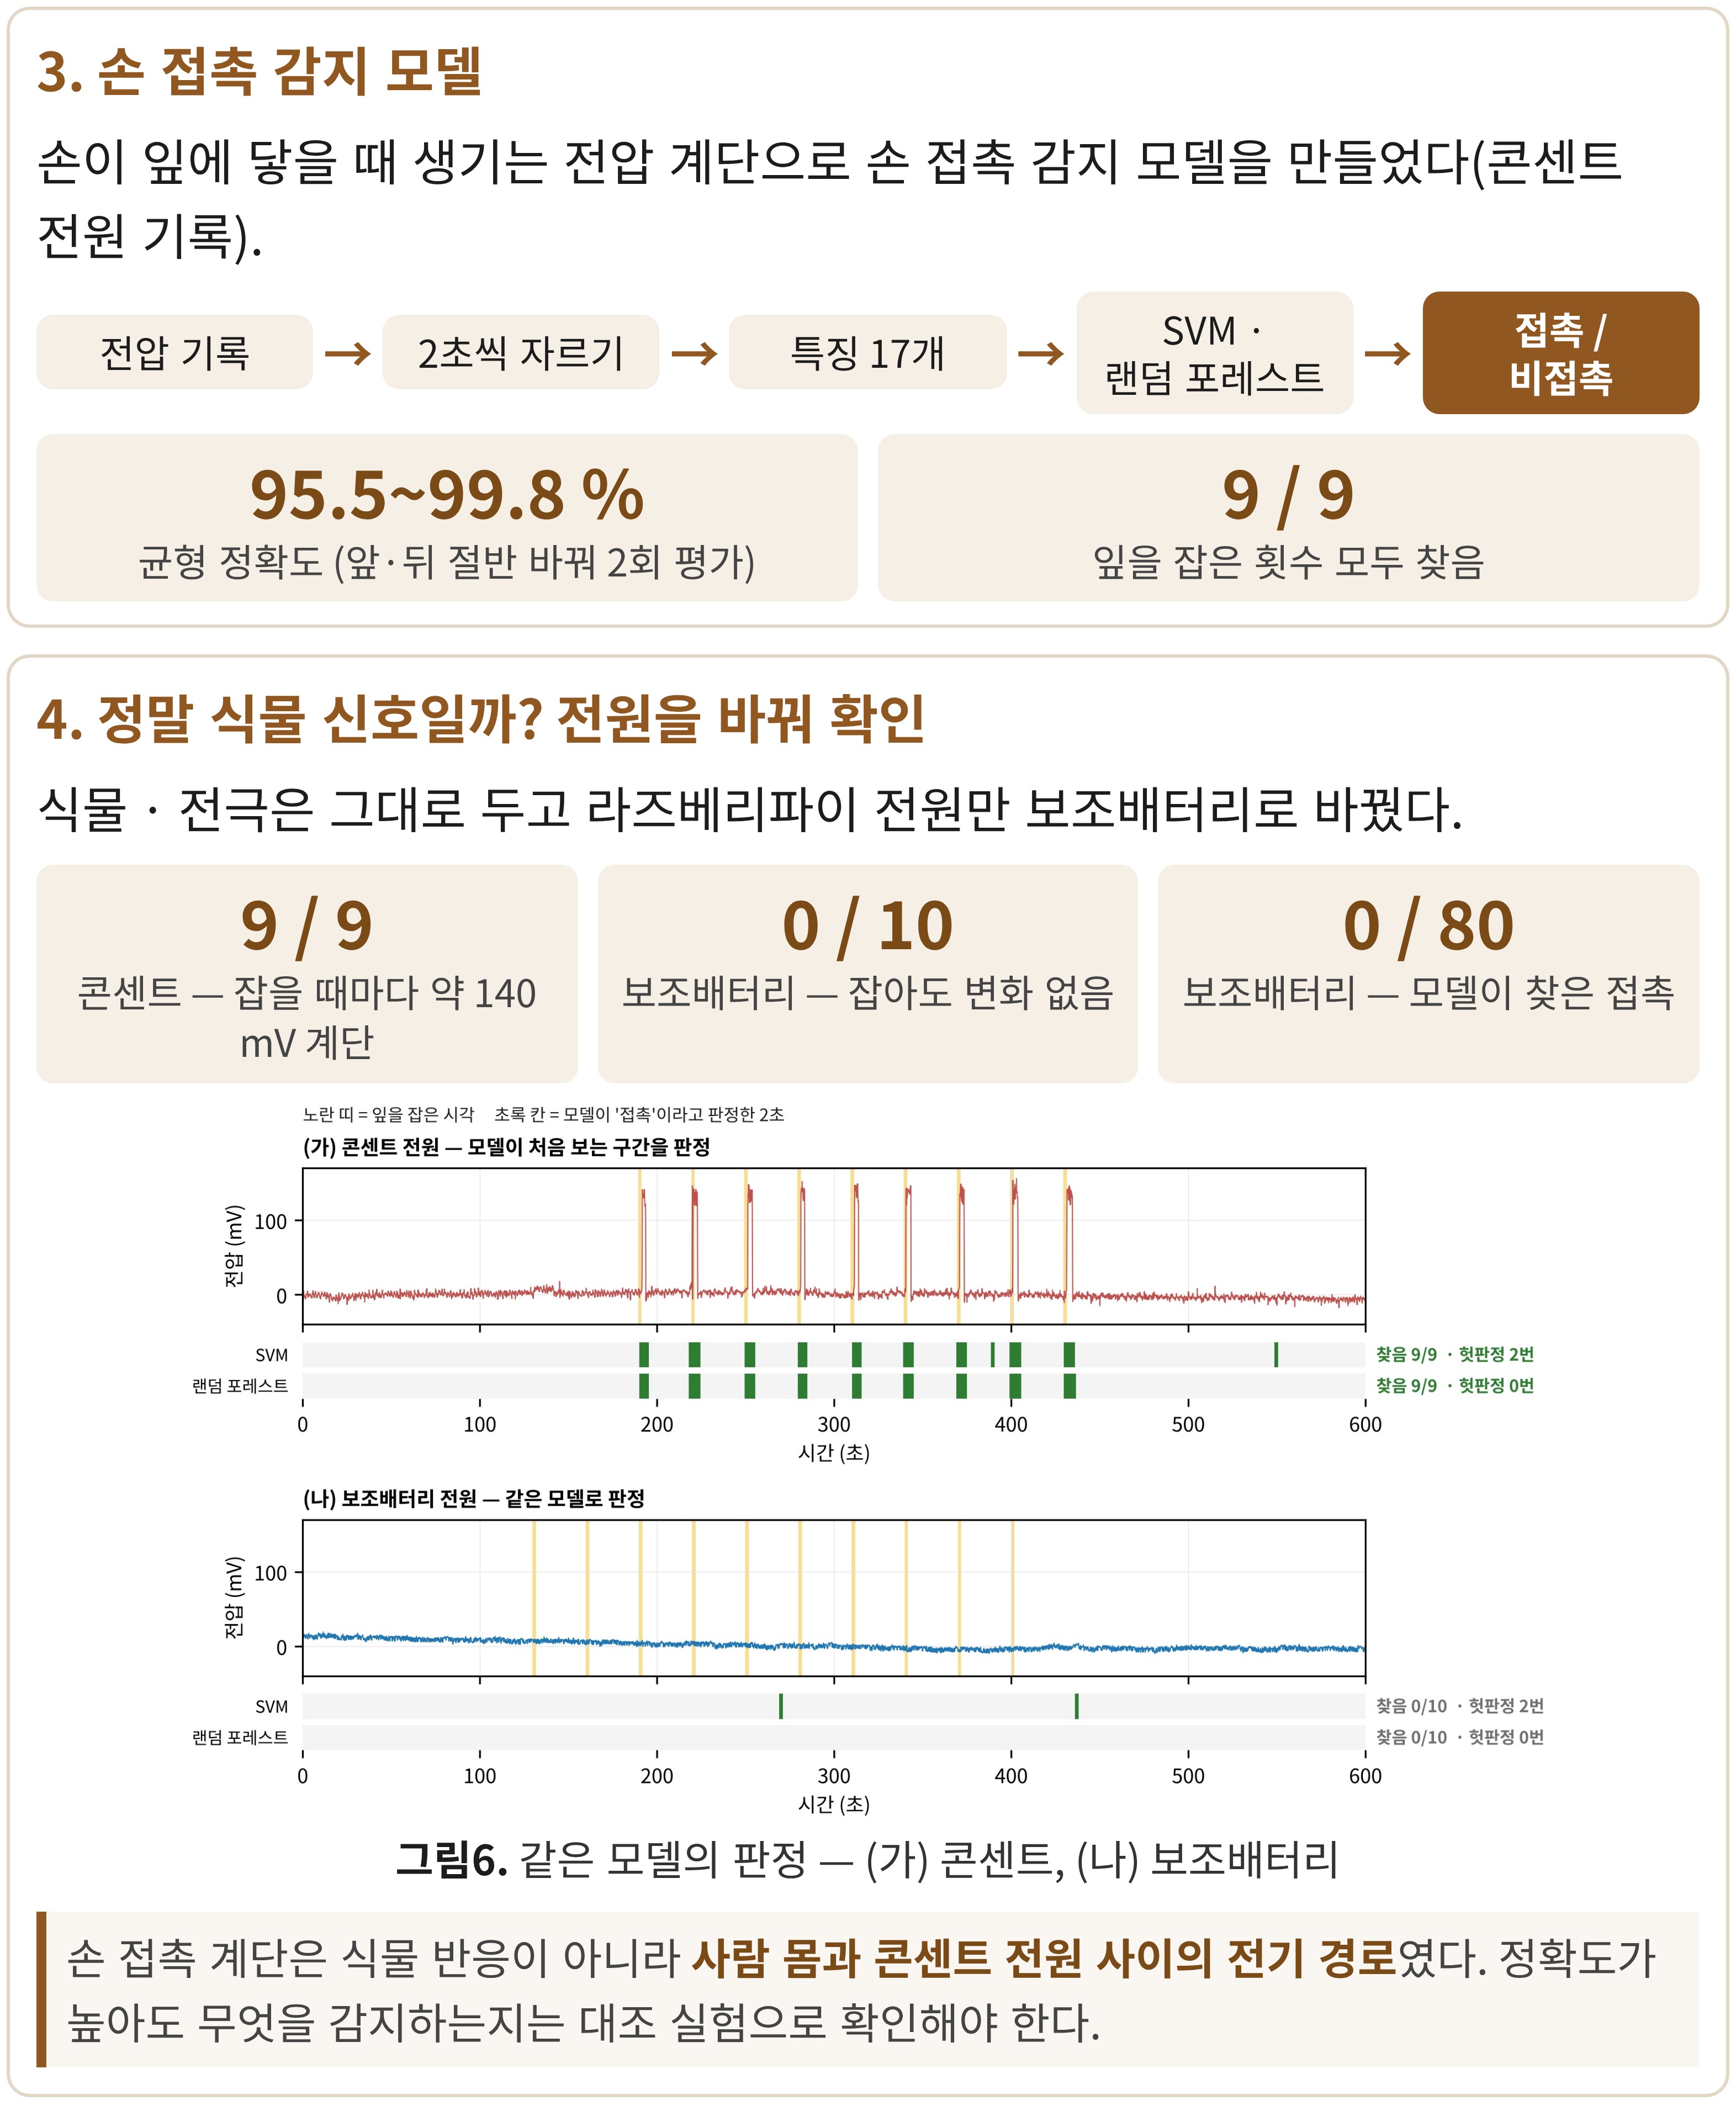 3. 손 접촉 감지 모델
손이 잎에 닿을 때 생기는 전압 계단으로 손 접촉 감지 모델을 만들었다(콘센트
전원 기록).
전압 기록 → 2초씩 자르기 → 특징 17개 → SVM · 랜덤 포레스트 → 접촉 / 비접촉
95.5~99.8 %
균형 정확도 (앞·뒤 절반 바꿔 2회 평가)
9 / 9
잎을 잡은 횟수 모두 찾음
4. 정말 식물 신호일까? 전원을 바꿔 확인
식물 · 전극은 그대로 두고 라즈베리파이 전원만 보조배터리로 바꿨다.
9 / 9
콘센트 — 잡을 때마다 약 140
mV 계단
0 / 10
보조배터리 — 잡아도 변화 없음
0 / 80
보조배터리 — 모델이 찾은 접촉
노란 띠 = 잎을 잡은 시각 초록 칸 = 모델이 '접촉'이라고 판정한 2초
(가) 콘센트 전원 — 모델이 처음 보는 구간을 판정
전압 (mV)
100
0
SVM
찾음 9/9 · 헛판정 2번
랜덤 포레스트
찾음 9/9 · 헛판정 0번
0 100 200 300 400 500 600
시간 (초)
(나) 보조배터리 전원 — 같은 모델로 판정
전압 (mV)
100
0
SVM
찾음 0/10 · 헛판정 2번
랜덤 포레스트
찾음 0/10 · 헛판정 0번
0 100 200 300 400 500 600
시간 (초)
그림6. 같은 모델의 판정 — (가) 콘센트, (나) 보조배터리
손 접촉 계단은 식물 반응이 아니라 사람 몸과 콘센트 전원 사이의 전기 경로였다. 정확도가
높아도 무엇을 감지하는지는 대조 실험으로 확인해야 한다.